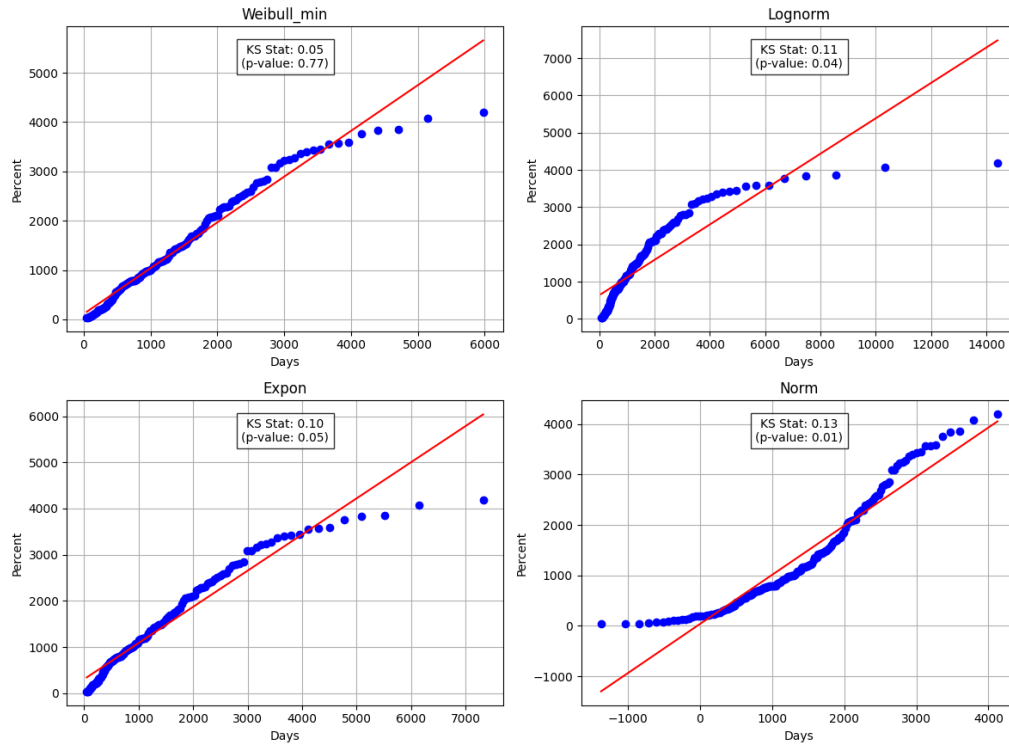 Weibull_min
KS Stat: 0.05
(p-value: 0.77)
5000
4000
3000
2000
1000
0
Percent
0 1000 2000 3000 4000 5000 6000
Days
Lognorm
KS Stat: 0.11
(p-value: 0.04)
7000
6000
5000
4000
3000
2000
1000
0
Percent
0 2000 4000 6000 8000 10000 12000 14000
Days
Expon
KS Stat: 0.10
(p-value: 0.05)
6000
5000
4000
3000
2000
1000
0
Percent
0 1000 2000 3000 4000 5000 6000 7000
Days
Norm
KS Stat: 0.13
(p-value: 0.01)
4000
3000
2000
1000
0
−1000
Percent
−1000 0 1000 2000 3000 4000
Days